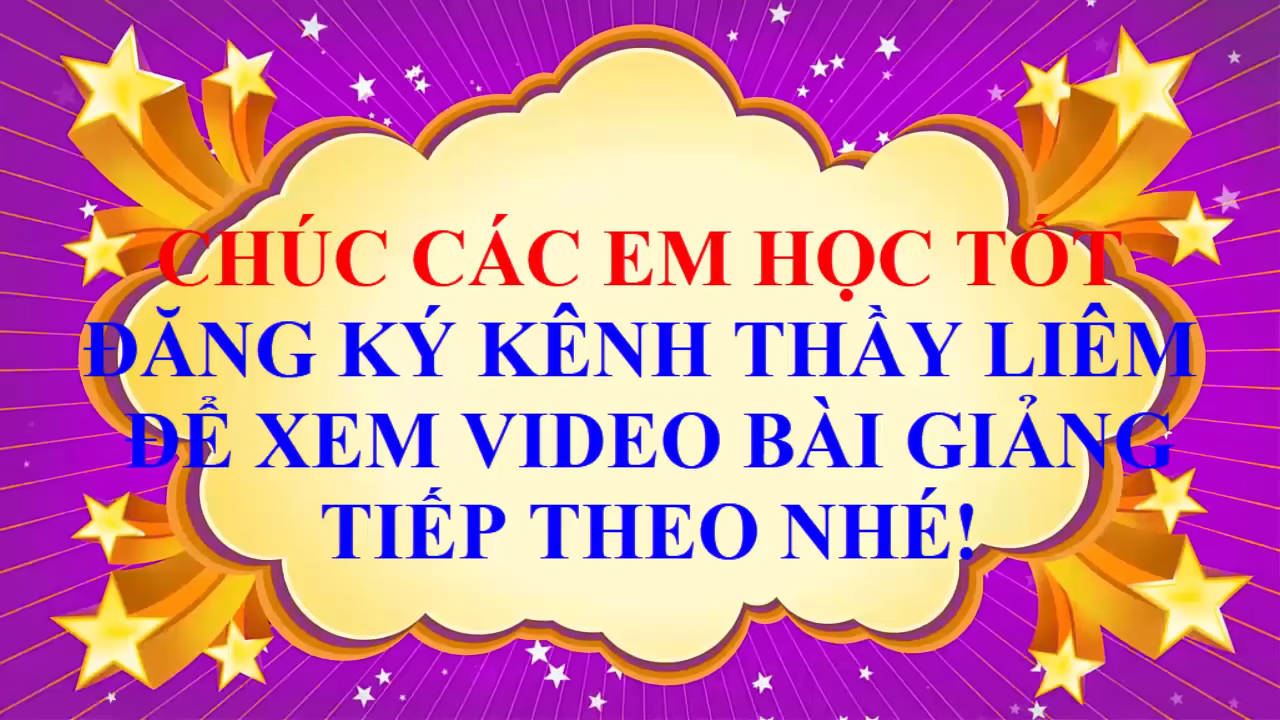 CHÚC CÁC EM HỌC TỐT
ĐĂNG KÝ KÊNH THẦY LIÊM
ĐỂ XEM VIDEO BÀI GIẢNG
TIẾP THEO NHÉ!